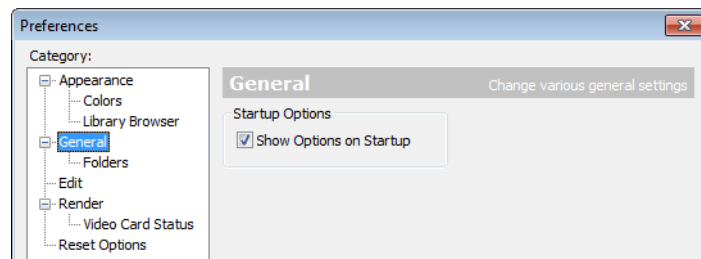 Preferences
Category:
Appearance
Colors
Library Browser
General
Folders
Edit
Render
Video Card Status
Reset Options
General
Change various general settings
Startup Options
Show Options on Startup